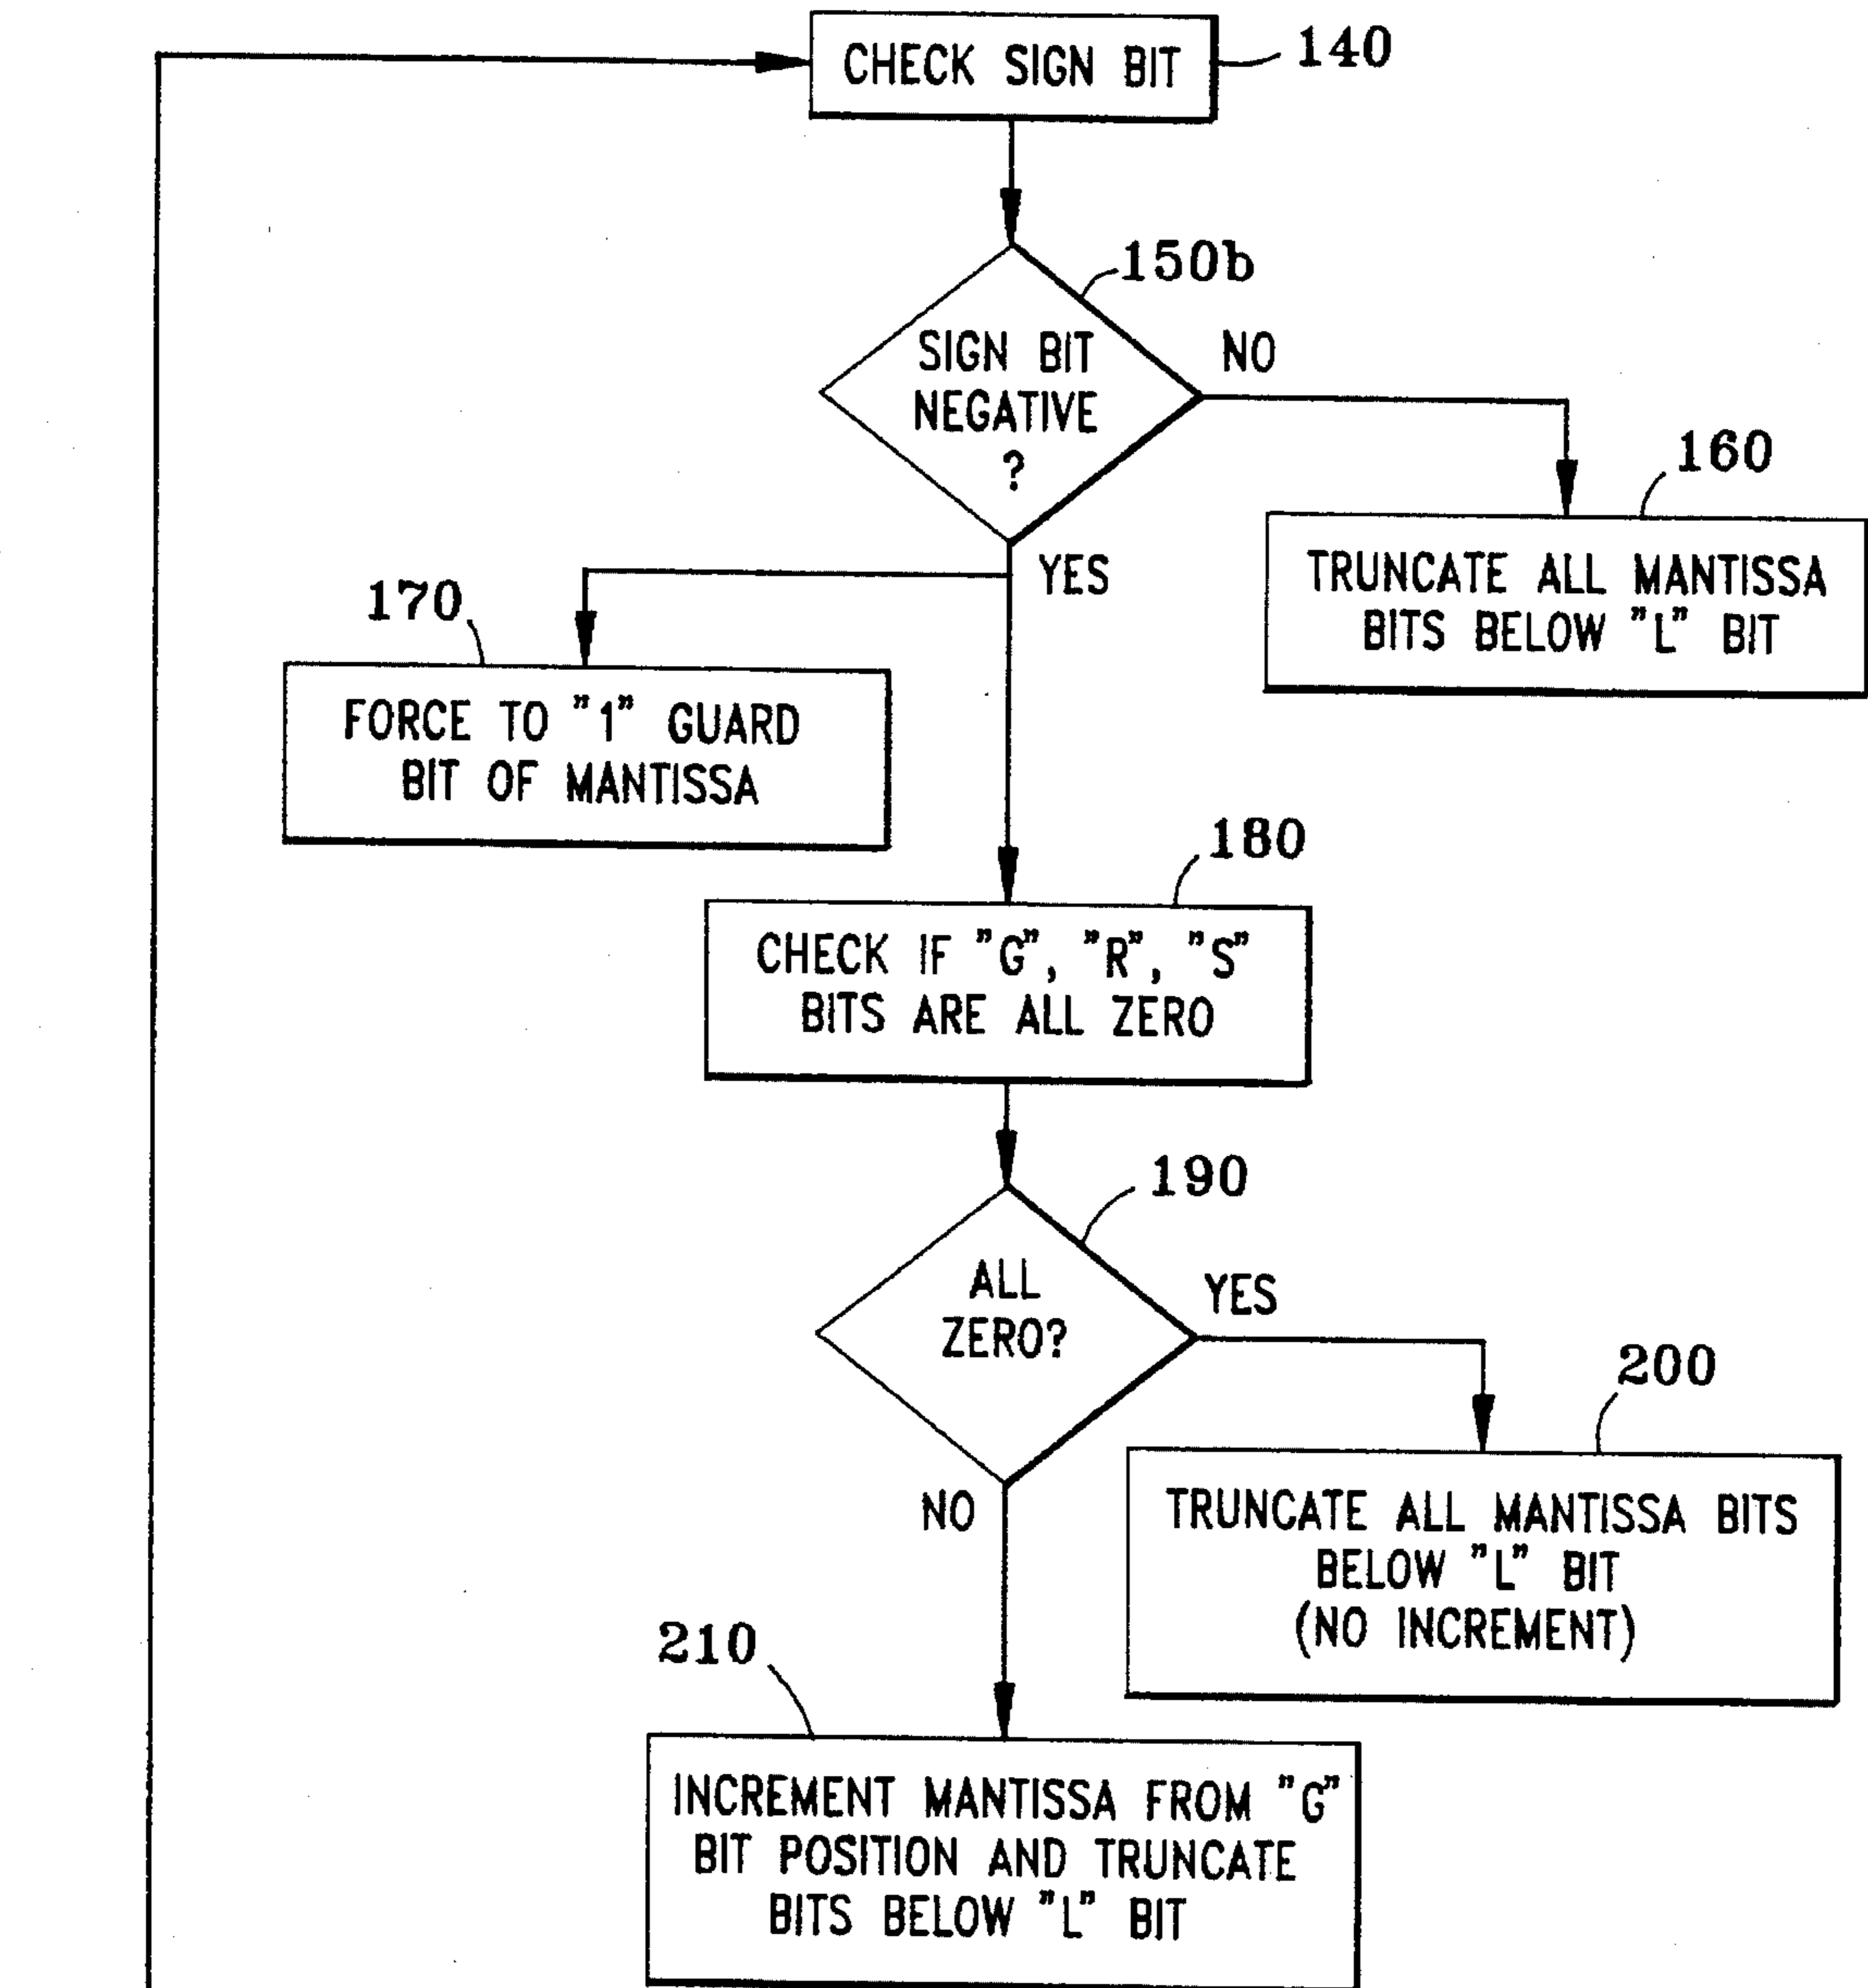 CHECK SIGN BIT
140
150b
SIGN BIT
NEGATIVE
?
NO
YES
160
TRUNCATE ALL MANTISSA
BITS BELOW "L" BIT
170
FORCE TO "1" GUARD
BIT OF MANTISSA
180
CHECK IF "G", "R", "S"
BITS ARE ALL ZERO
190
ALL
ZERO?
YES
NO
200
TRUNCATE ALL MANTISSA BITS
BELOW "L" BIT
(NO INCREMENT)
210
INCREMENT MANTISSA FROM "G"
BIT POSITION AND TRUNCATE
BITS BELOW "L" BIT